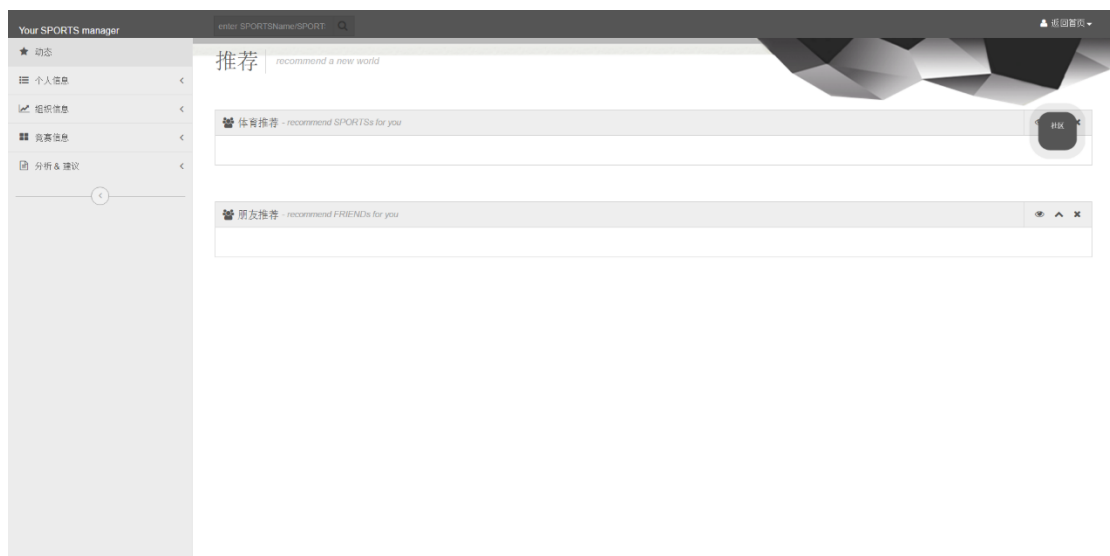 Your SPORTS manager
enter SPORTSName/SPORT:
返回首页
动态
个人信息
组织信息
竞赛信息
分析 & 建议
推荐 recommend a new world
体育推荐 - recommend SPORTSs for you
社区
朋友推荐 - recommend FRIENDs for you